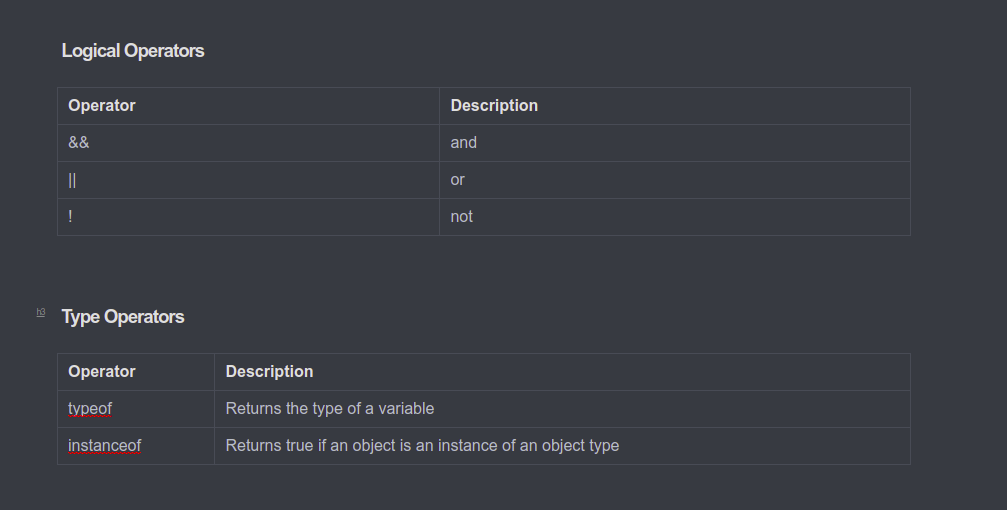 Logical Operators
Operator Description
&& and
|| or
! not
h3 Type Operators
Operator Description
typeof Returns the type of a variable
instanceof Returns true if an object is an instance of an object type